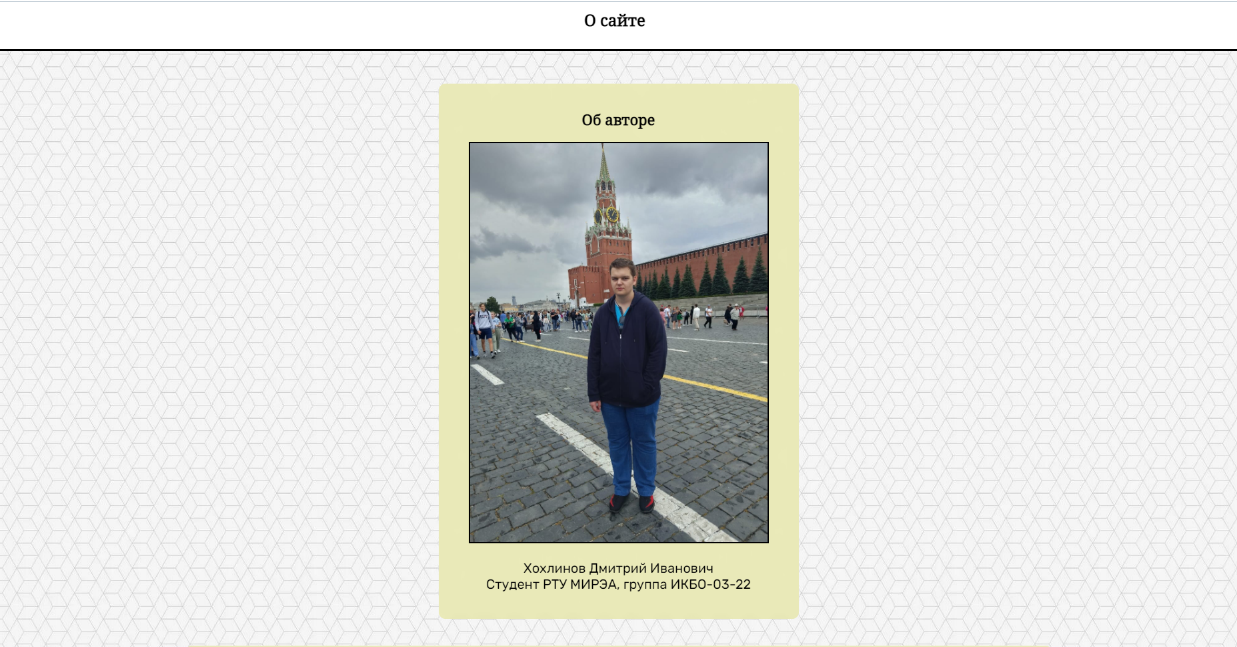 О сайте
Об авторе
Хохлинов Дмитрий Иванович
Студент РТУ МИРЭА, группа ИКБО-03-22